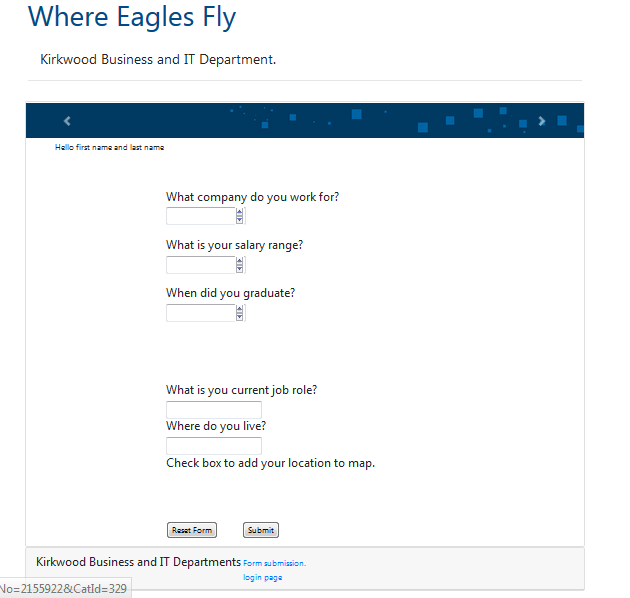 Where Eagles Fly
Kirkwood Business and IT Department.
Hello first name and last name
What company do you work for?
What is your salary range?
When did you graduate?
What is you current job role?
Where do you live?
Check box to add your location to map.
Reset Form Submit
Kirkwood Business and IT Departments Form submission.
login page
No=2155922&CatId=329